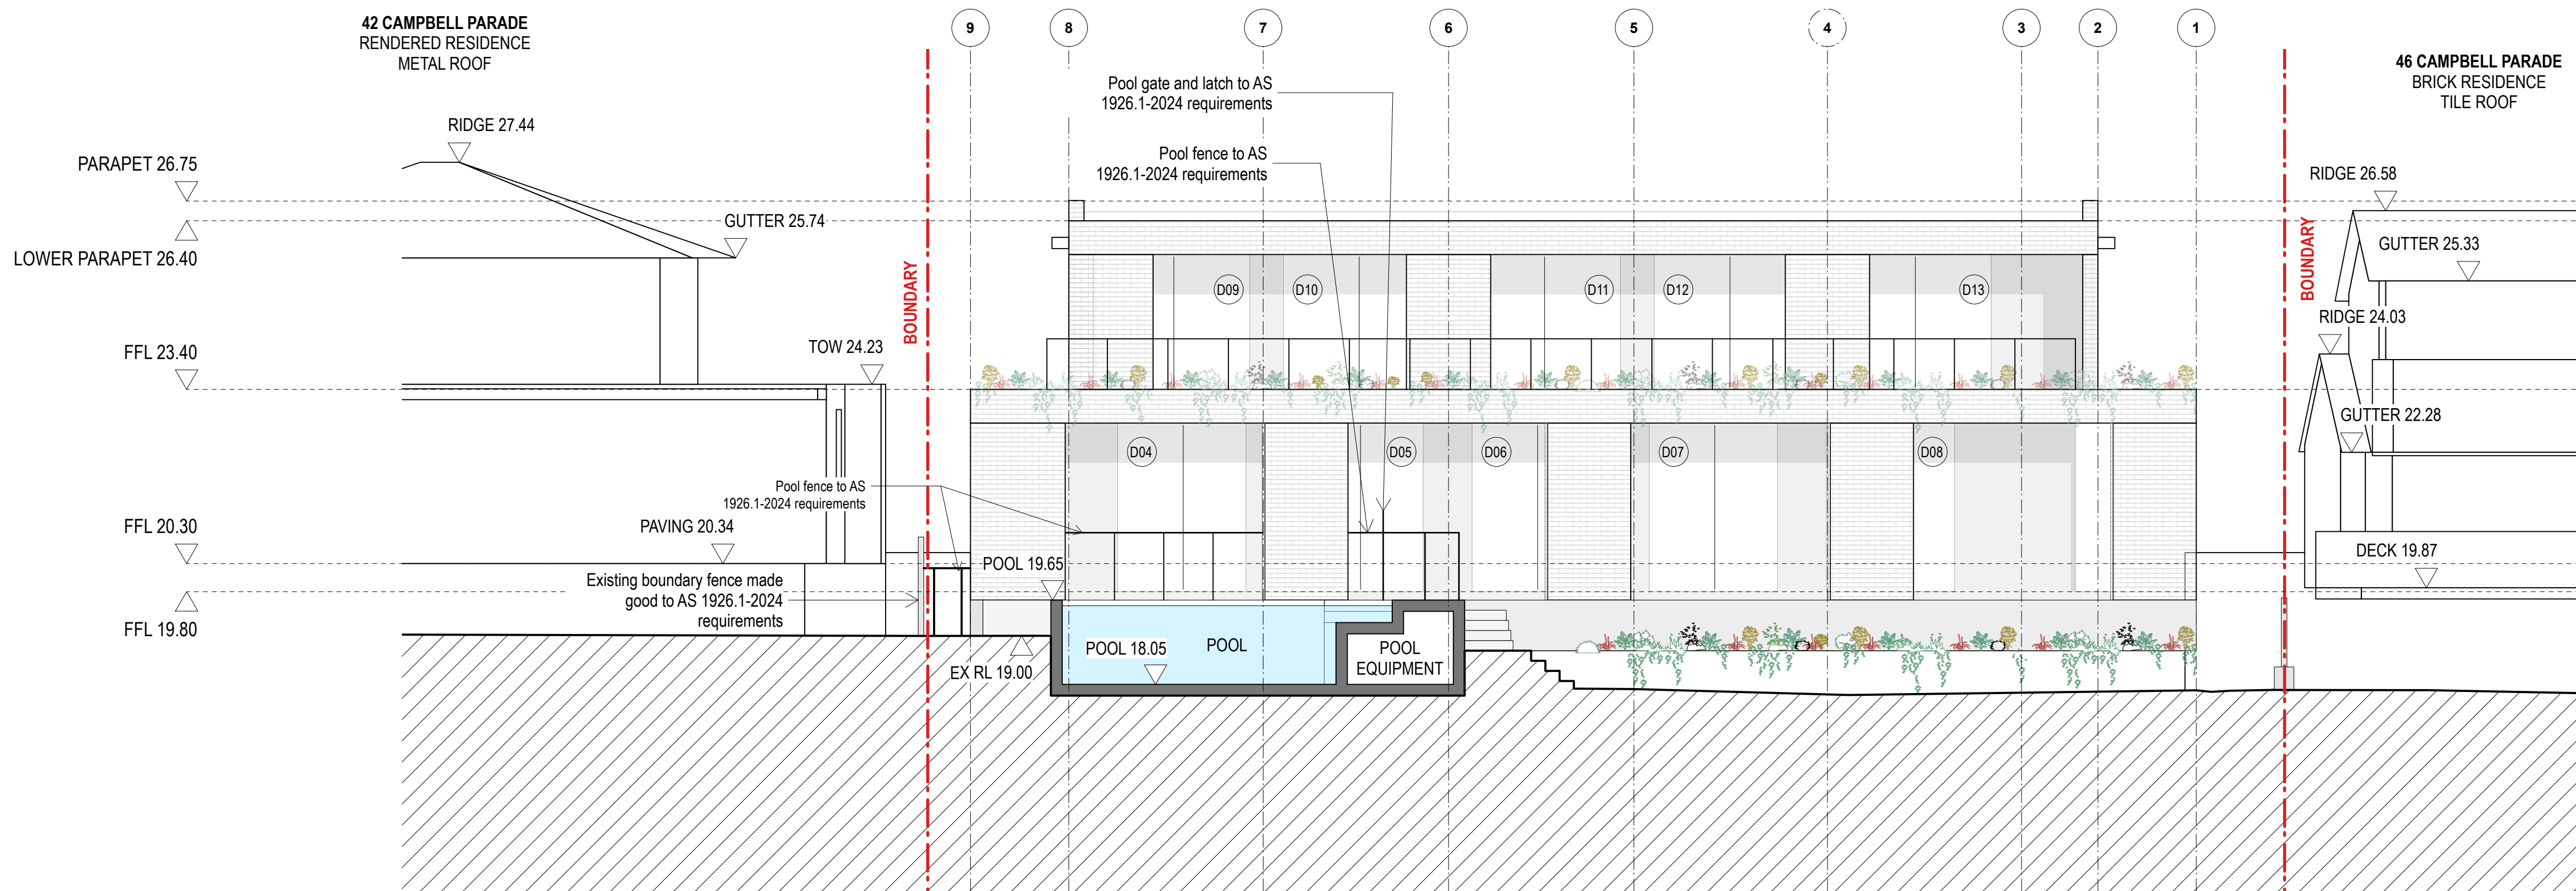 42 CAMPBELL PARADE
RENDERED RESIDENCE
METAL ROOF
9
8
7
6
5
4
3
2
1
46 CAMPBELL PARADE
BRICK RESIDENCE
TILE ROOF
Pool gate and latch to AS
1926.1-2024 requirements
Pool fence to AS
1926.1-2024 requirements
RIDGE 27.44
PARAPET 26.75
GUTTER 25.74
LOWER PARAPET 26.40
BOUNDARY
RIDGE 26.58
BOUNDARY
GUTTER 25.33
D09
D10
D11
D12
D13
RIDGE 24.03
TOW 24.23
FFL 23.40
GUTTER 22.28
D04
D05
D06
D07
D08
Pool fence to AS
1926.1-2024 requirements
FFL 20.30
PAVING 20.34
POOL 19.65
DECK 19.87
Existing boundary fence made
good to AS 1926.1-2024
requirements
FFL 19.80
EX RL 19.00
POOL 18.05
POOL
POOL
EQUIPMENT